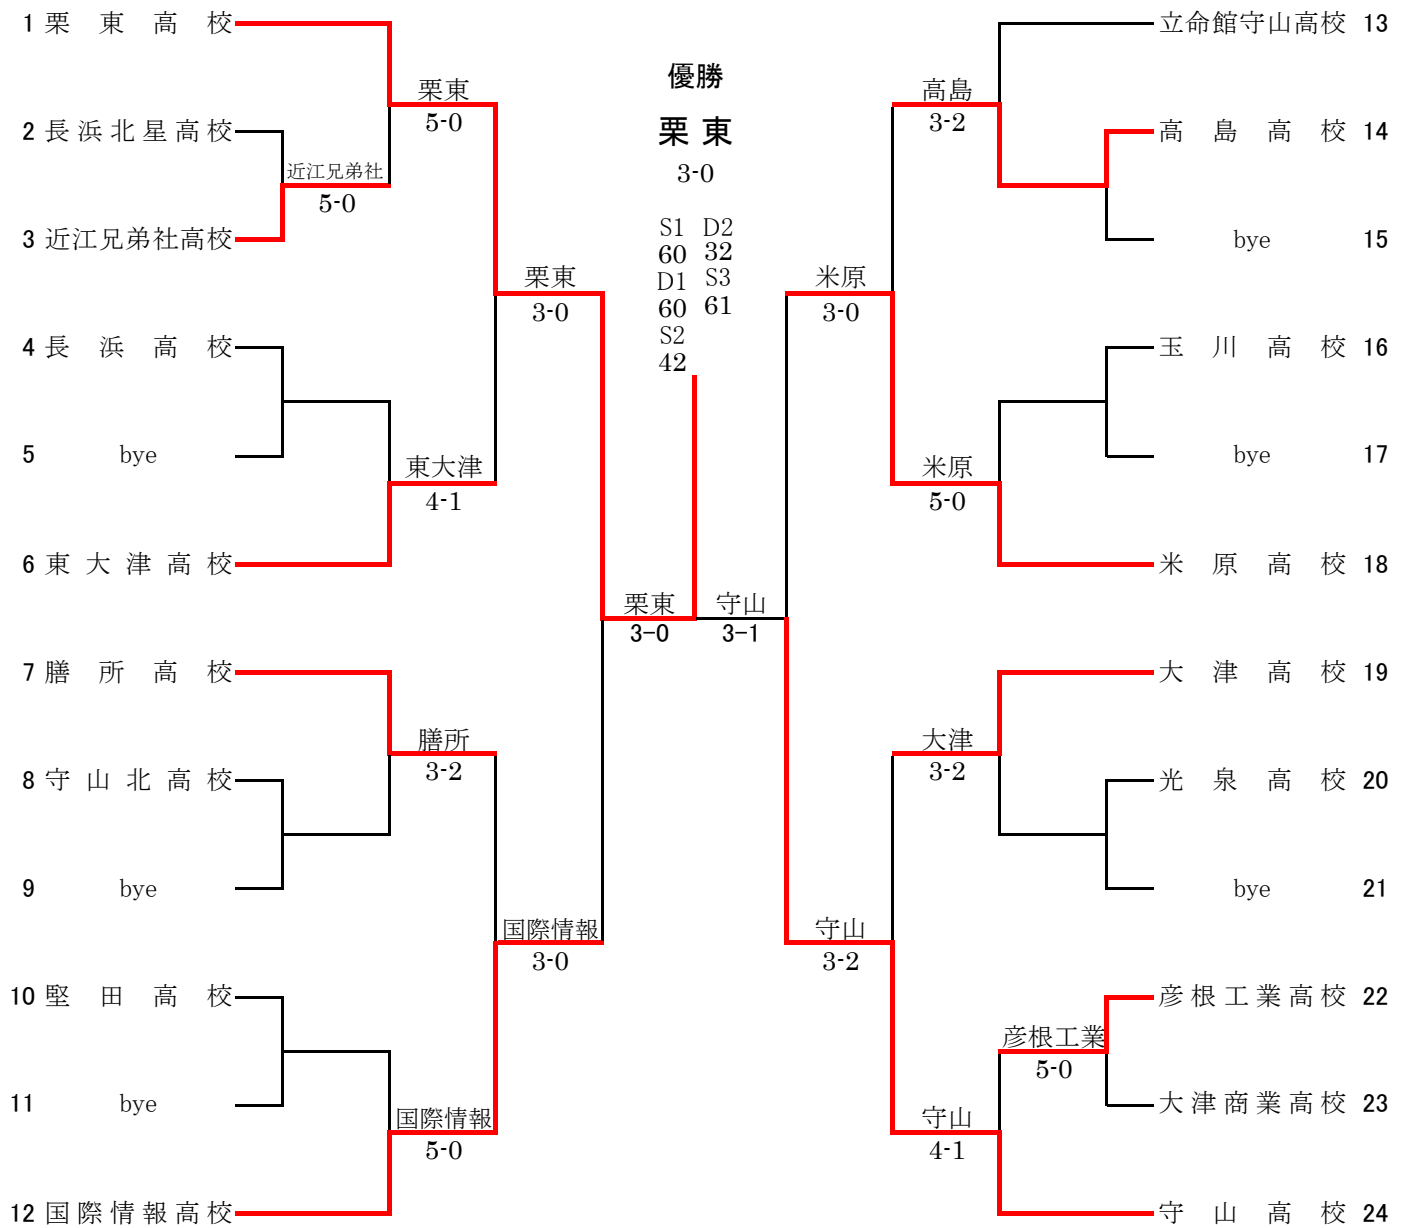 1 栗東高校
2 長浜北星高校
3 近江兄弟社高校
4 長浜高校
5 bye
6 東大津高校
7 膳所高校
8 守山北高校
9 bye
10 堅田高校
11 bye
12 国際情報高校
近江兄弟社
5-0
栗東
5-0
東大津
4-1
膳所
3-2
国際情報
5-0
栗東
3-0
国際情報
3-0
栗東
3-0
優勝
栗東
3-0
S1 D2
60 32
D1 S3
60 61
S2
42
守山
3-1
米原
3-0
守山
3-2
高島
3-2
米原
5-0
大津
3-2
守山
4-1
彦根工業
5-0
立命館守山高校 13
高島高校 14
bye 15
玉川高校 16
bye 17
米原高校 18
大津高校 19
光泉高校 20
bye 21
彦根工業高校 22
大津商業高校 23
守山高校 24